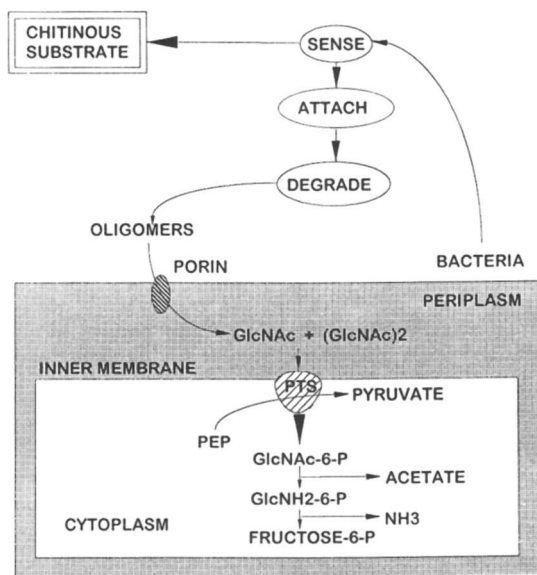 CHITINOUS
SUBSTRATE
SENSE
ATTACH
DEGRADE
OLIGOMERS
PORIN
BACTERIA
PERIPLASM
GlcNAc + (GlcNAc)2
INNER MEMBRANE
PTS
PYRUVATE
PEP
GlcNAc-6-P
ACETATE
GlcNH2-6-P
NH3
CYTOPLASM
FRUCTOSE-6-P